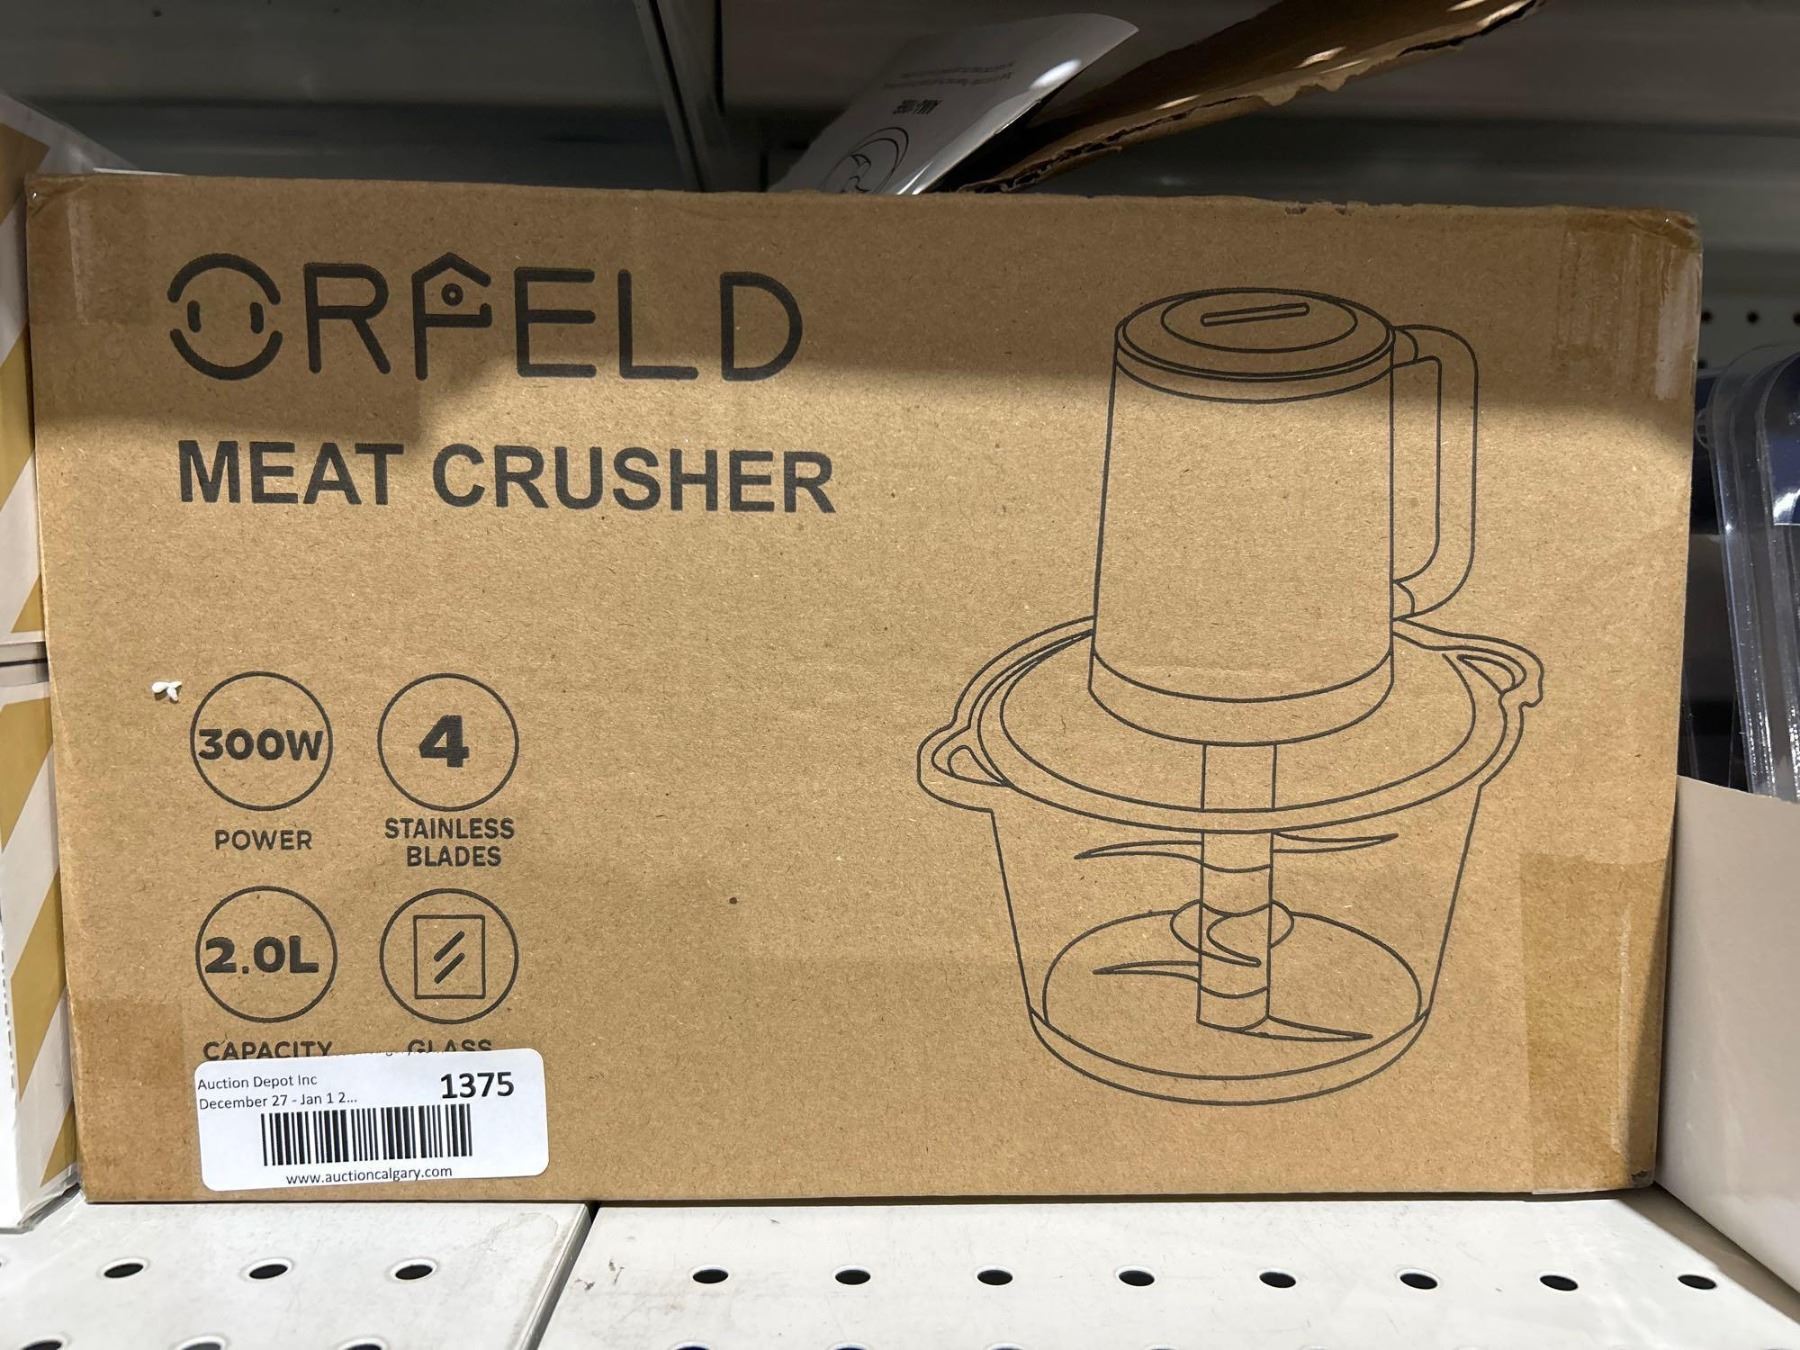 ORFELD
MEAT CRUSHER
300W
POWER
4
STAINLESS
BLADES
2.0L
CAPACITY
GLASS
Auction Depot Inc
1375
December 27 - Jan 1 2...
www.auctioncalgary.com